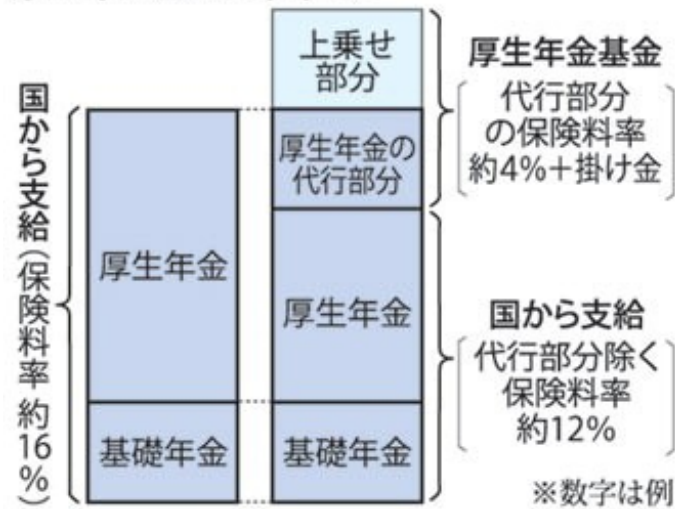 国から支給（保険料率 約16%）
厚生年金
基礎年金
上乗せ
部分
厚生年金の
代行部分
厚生年金
基礎年金
厚生年金基金
代行部分
の保険料率
約4%＋掛け金
国から支給
代行部分除く
保険料率
約12%
※数字は例